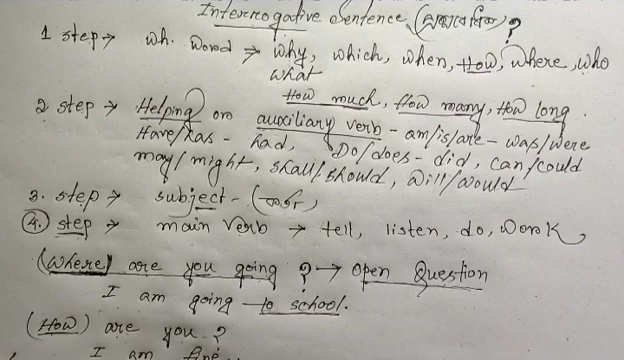 Interrogative Sentence, (প্রশ্নবোধক) ?
1 step → Wh. Word ⇒ Why, which, when, How, where, who
what
How much, How many, How long.
2 step → Helping or auxiliary verb - am/is/are - was/were
Have/has - had, Do/does - did, can/could
may/might, shall/should, will/would
3. step → subject - (কর্তা)
4. step → main verb → tell, listen, do, work
(Where) are you going ? → open Question
I am going to school.
(How) are you ?
I am fine.